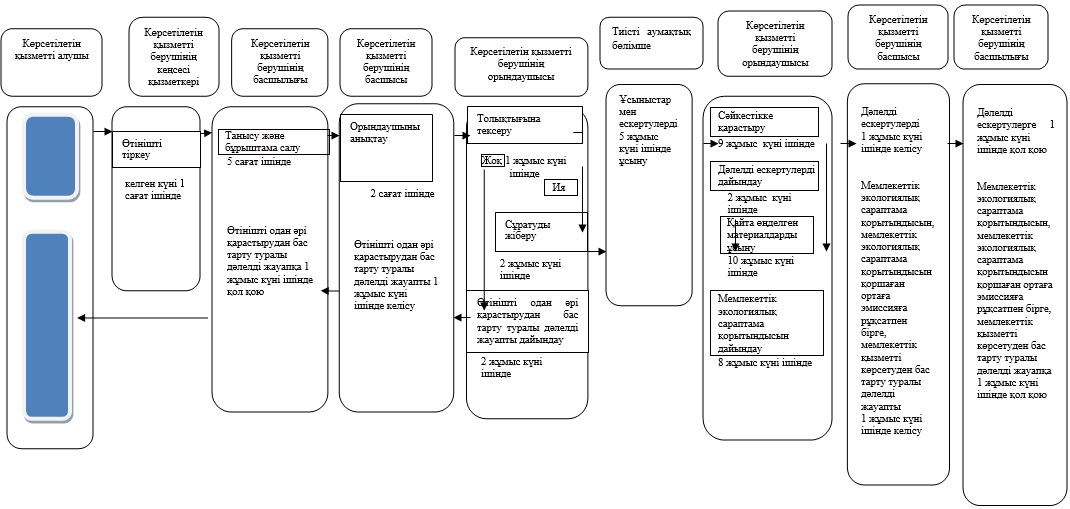 Көрсетілетін
қызметті алушы
Көрсетілетін
қызметті
берушінің
кеңсесі
қызметкері
Көрсетілетін
қызметті
берушінің
басшылығы
Көрсетілетін
қызметті
берушінің
басшысы
Көрсетілетін қызметті
берушінің
орындаушысы
Тиісті аумақтық
бөлімше
Көрсетілетін
қызметті
берушінің
орындаушысы
Көрсетілетін
қызметті
берушінің
басшысы
Көрсетілетін
қызметті
берушінің
басшылығы
Өтінішті
тіркеу
келген күні 1
сағат ішінде
Танысу және
бұрыштама салу
5 сағат ішінде
Өтінішті одан әрі
қарастырудан бас
тарту туралы
дәлелді жауапқа 1
жұмыс күні ішінде
қол қою
Орындаушыны
анықтау
2 сағат ішінде
Өтінішті одан әрі
қарастырудан бас
тарту туралы
дәлелді жауапты 1
жұмыс күні
ішінде келісу
Толықтығына
тексеру
Жоқ
1 жұмыс күні
ішінде
Ия
Сұратуды
жіберу
2 жұмыс күні
ішінде
Өтінішті одан әрі
қарастырудан бас
тарту туралы дәлелді
жауапты дайындау
2 жұмыс күні
ішінде
Ұсыныстар
мен
ескертулерді
5 жұмыс
күні ішінде
ұсыну
Сәйкестікке
қарастыру
9 жұмыс күні ішінде
Дәлелді ескертулерді
дайындау
2 жұмыс күні
ішінде
Қайта өңделген
материалдарды
ұсыну
10 жұмыс күні
ішінде
Мемлекеттік
экологиялық
сараптама
қорытындысын
дайындау
8 жұмыс күні ішінде
Дәлелді
ескертулерді
1 жұмыс күні
ішінде келісу
Мемлекеттік
экологиялық
сараптама
қорытындысын,
мемлекеттік
экологиялық
сараптама
қорытындысын
қоршаған
ортаға
эмиссияға
рұқсатпен
бірге,
мемлекеттік
қызметті
көрсетуден бас
тарту туралы
дәлелді
жауапты
1 жұмыс күні
ішінде келісу
Дәлелді
ескертулерге 1
жұмыс күні
ішінде қол қою
Мемлекеттік
экологиялық
сараптама
қорытындысын,
мемлекеттік
экологиялық
сараптама
қорытындысын
қоршаған ортаға
эмиссияға
рұқсатпен бірге,
мемлекеттік
қызметті
көрсетуден бас
тарту туралы
дәлелді жауапқа
1 жұмыс күні
ішінде қол қою